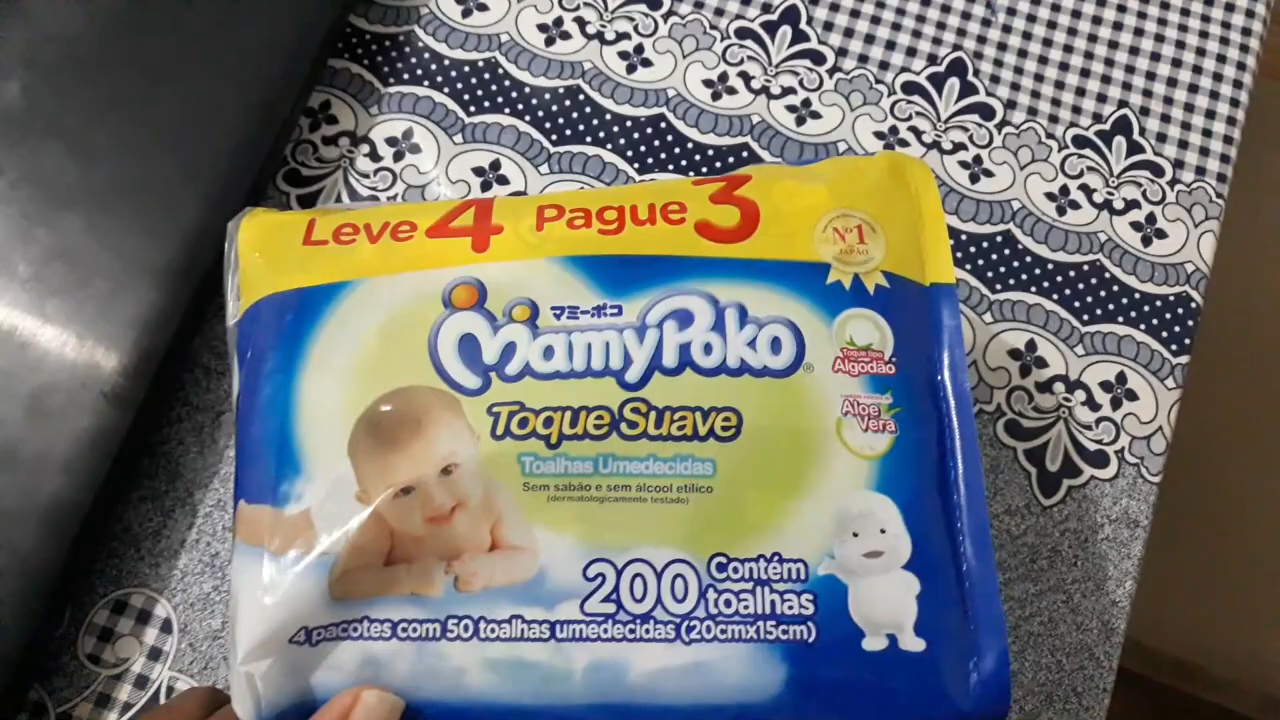 Leve 4 Pague 3
Nº1
JAPÃO
マミーポコ
MamyPoko®
Toque tipo
Algodão
Toque Suave
Aloe
Vera
Toalhas Umedecidas
Sem sabão e sem álcool etílico
(dermatologicamente testado)
200 Contém
toalhas
4 pacotes com 50 toalhas umedecidas (20cmx15cm)